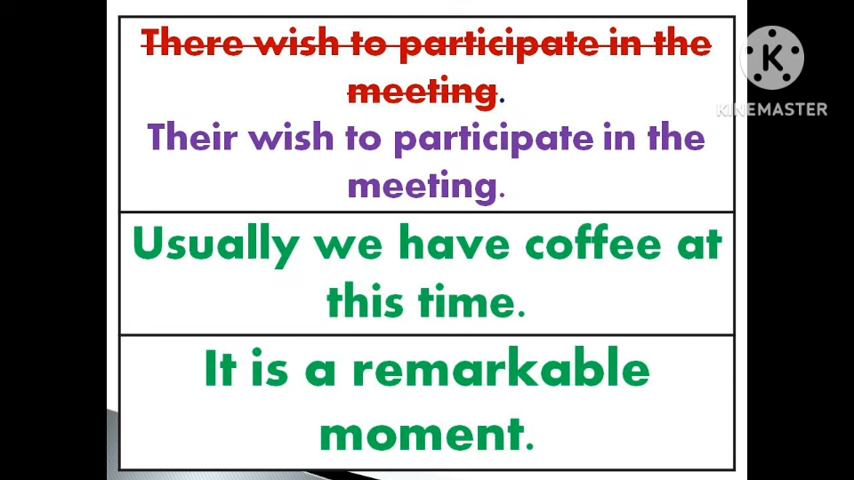 There wish to participate in the
meeting.
Their wish to participate in the
meeting.
Usually we have coffee at
this time.
It is a remarkable
moment.
K
KINEMASTER